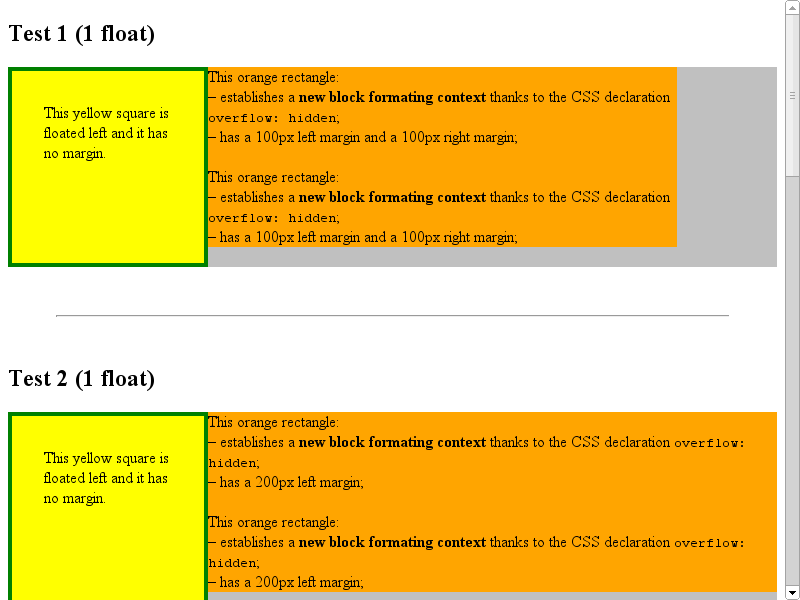 Test 1 (1 float)
This yellow square is
floated left and it has
no margin.
This orange rectangle:
– establishes a new block formating context thanks to the CSS declaration
overflow: hidden;
– has a 100px left margin and a 100px right margin;
This orange rectangle:
– establishes a new block formating context thanks to the CSS declaration
overflow: hidden;
– has a 100px left margin and a 100px right margin;
Test 2 (1 float)
This yellow square is
floated left and it has
no margin.
This orange rectangle:
– establishes a new block formating context thanks to the CSS declaration overflow:
hidden;
– has a 200px left margin;
This orange rectangle:
– establishes a new block formating context thanks to the CSS declaration overflow:
hidden;
– has a 200px left margin;